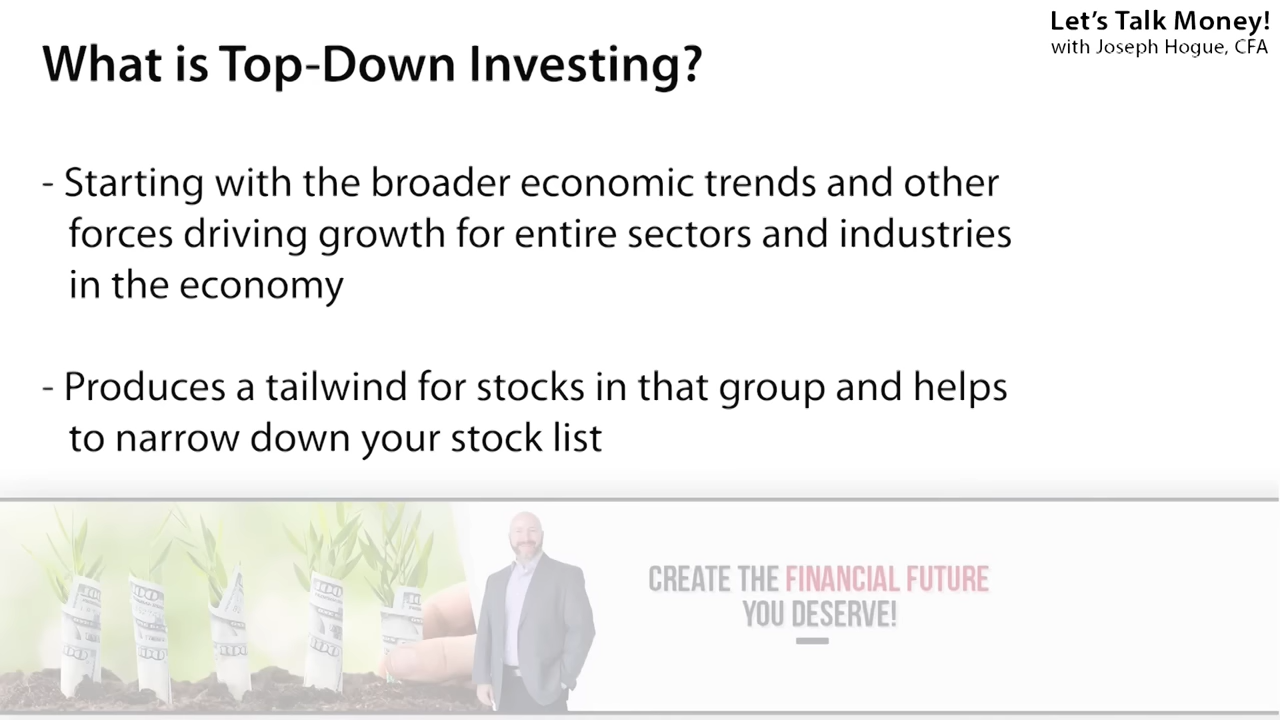 Let's Talk Money!
with Joseph Hogue, CFA
What is Top-Down Investing?
- Starting with the broader economic trends and other
forces driving growth for entire sectors and industries
in the economy
- Produces a tailwind for stocks in that group and helps
to narrow down your stock list
CREATE THE FINANCIAL FUTURE
YOU DESERVE!